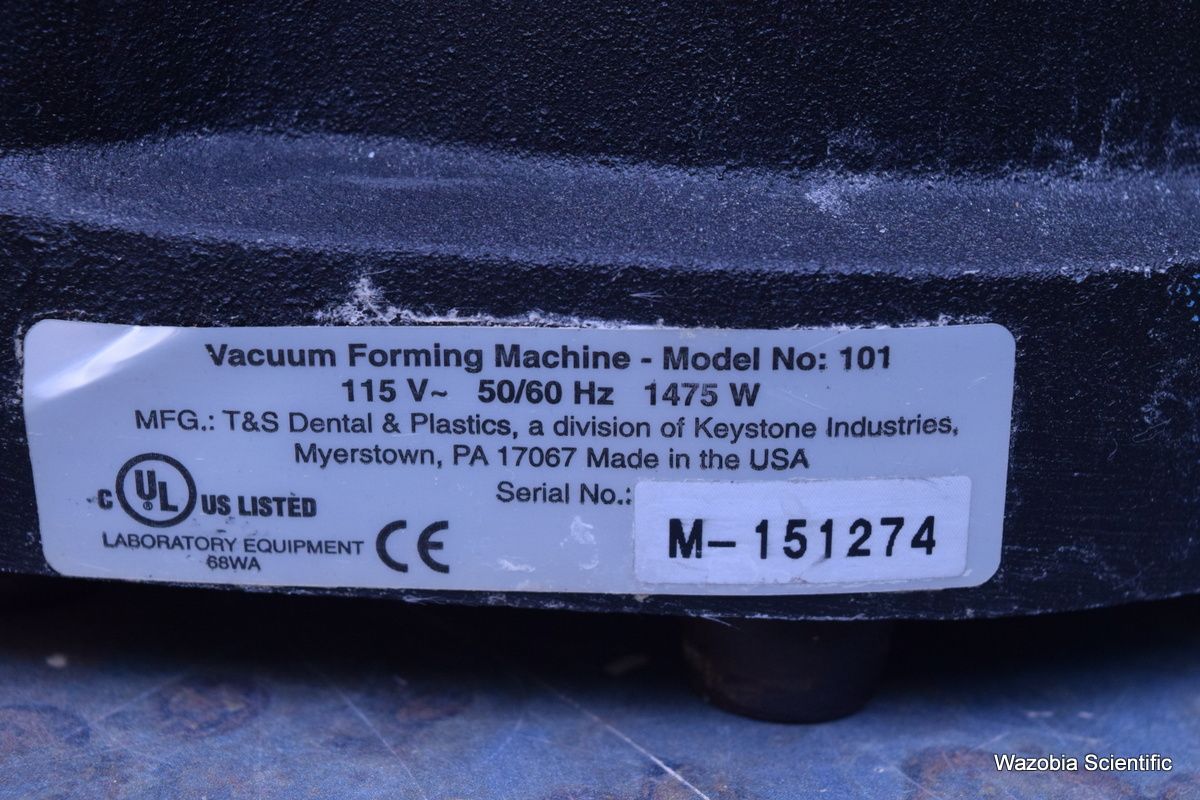 Vacuum Forming Machine - Model No: 101
115 V~ 50/60 Hz 1475 W
MFG.: T&S Dental & Plastics, a division of Keystone Industries,
Myerstown, PA 17067 Made in the USA
Serial No.: M-151274
C UL ® US LISTED
LABORATORY EQUIPMENT
68WA
CE
Wazobia Scientific